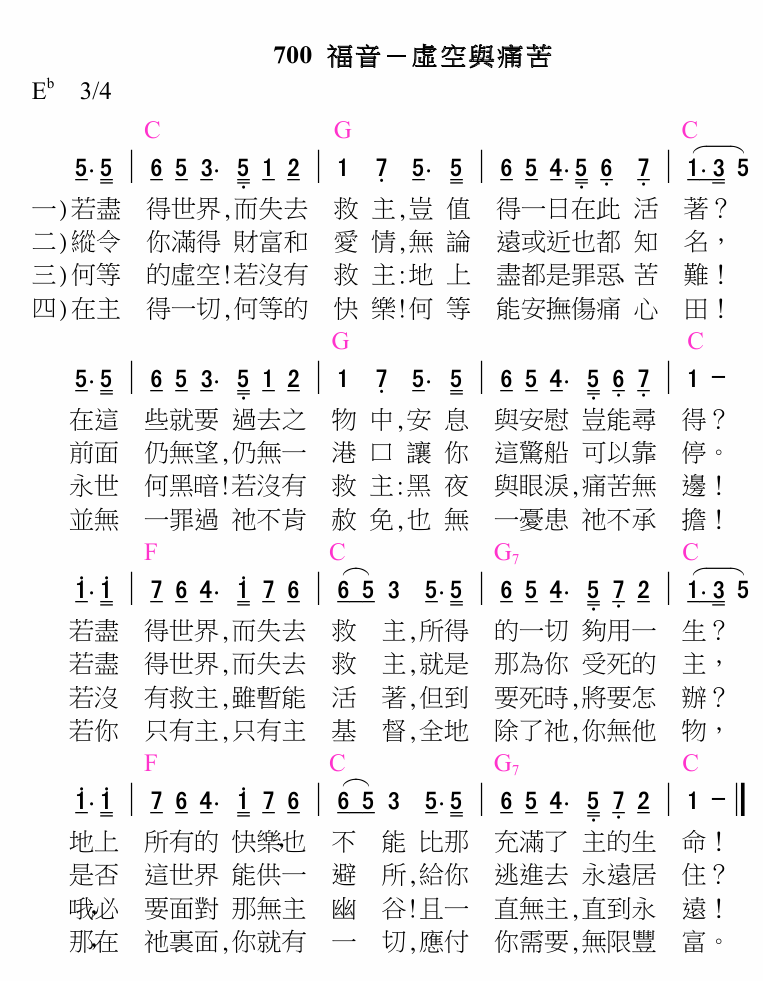 700 福音－虛空與痛苦
E♭ 3/4
C G C
5· 5 | 6 5 3· 5 1 2 | 1 7 5· 5 | 6 5 4· 5 6 7 | 1· 3 5
一)若盡 得世界,而失去 救 主,豈 值 得一日在此 活 著？
二)縱令 你滿得 財富和 愛 情,無 論 遠或近也都 知 名，
三)何等 的虛空!若沒有 救 主:地 上 盡都是罪惡、苦 難！
四)在主 得一切,何等的 快 樂!何 等 能安撫傷痛 心 田！
G C
5· 5 | 6 5 3· 5 1 2 | 1 7 5· 5 | 6 5 4· 5 6 7 | 1 －
在這 些就要 過去之 物 中,安 息 與安慰 豈能尋 得？
前面 仍無望,仍無一 港 口 讓 你 這驚船 可以靠 停。
永世 何黑暗!若沒有 救 主:黑 夜 與眼淚,痛苦無 邊！
並無 一罪過 祂不肯 赦 免,也 無 一憂患 祂不承 擔！
F C G7 C
1· 1 | 7 6 4· 1 7 6 | 6 5 3 5· 5 | 6 5 4· 5 7 2 | 1· 3 5
若盡 得世界,而失去 救 主,所得 的一切 夠用一 生？
若盡 得世界,而失去 救 主,就是 那為你 受死的 主，
若沒 有救主,雖暫能 活 著,但到 要死時,將要怎 辦？
若你 只有主,只有主 基 督,全地 除了祂,你無他 物，
F C G7 C
1· 1 | 7 6 4· 1 7 6 | 6 5 3 5· 5 | 6 5 4· 5 7 2 | 1 － ‖
地上 所有的 快樂,也 不 能 比那 充滿了 主的生 命！
是否 這世界 能供一 避 所,給你 逃進去 永遠居 住？
哦,必 要面對 那無主 幽 谷!且一 直無主,直到永 遠！
那,在 祂裏面,你就有 一 切,應付 你需要,無限豐 富。